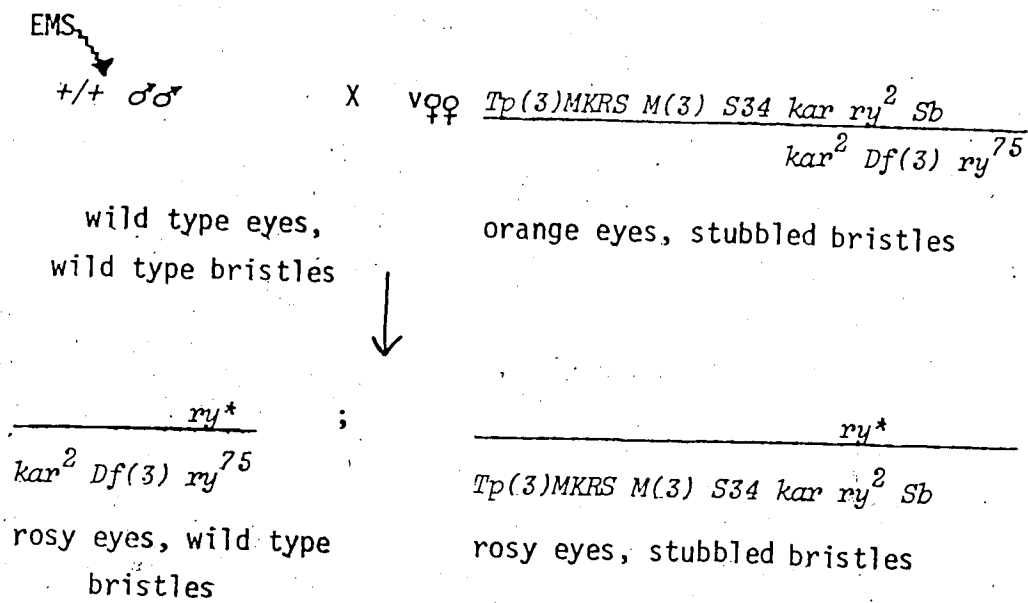 EMS
+/+ ♂♂ X v♀♀ Tp(3)MKRS M(3) S34 kar ry² Sb
kar² Df(3) ry⁷⁵
wild type eyes, orange eyes, stubbled bristles
wild type bristles
ry* ; ry*
kar² Df(3) ry⁷⁵ Tp(3)MKRS M(3) S34 kar ry² Sb
rosy eyes, wild type rosy eyes, stubbled bristles
bristles